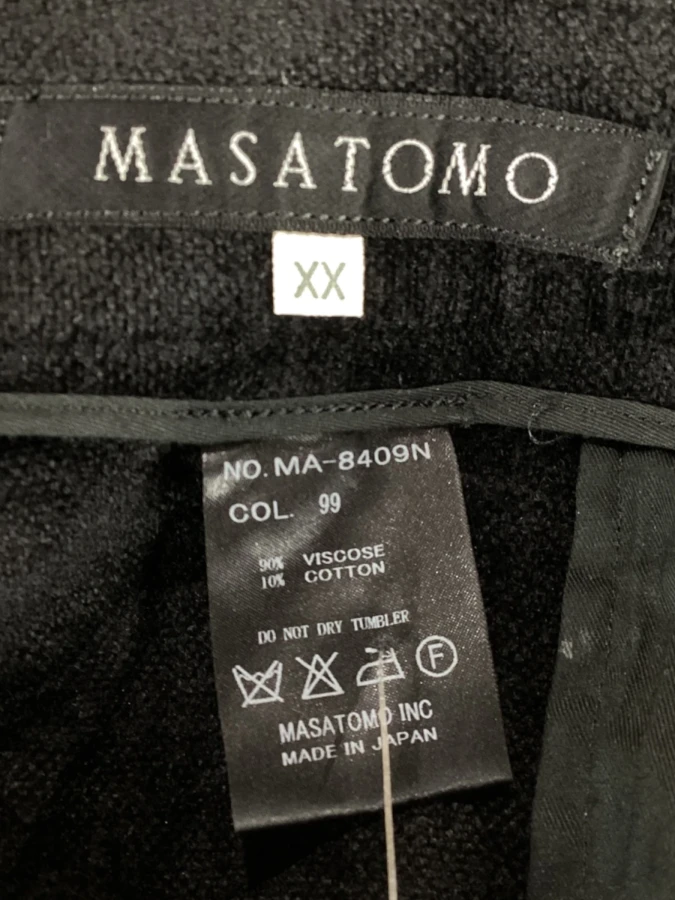 MASATOMO
XX
NO. MA-8409N
COL. 99
90% VISCOSE
10% COTTON
DO NOT DRY TUMBLER
F
MASATOMO INC
MADE IN JAPAN